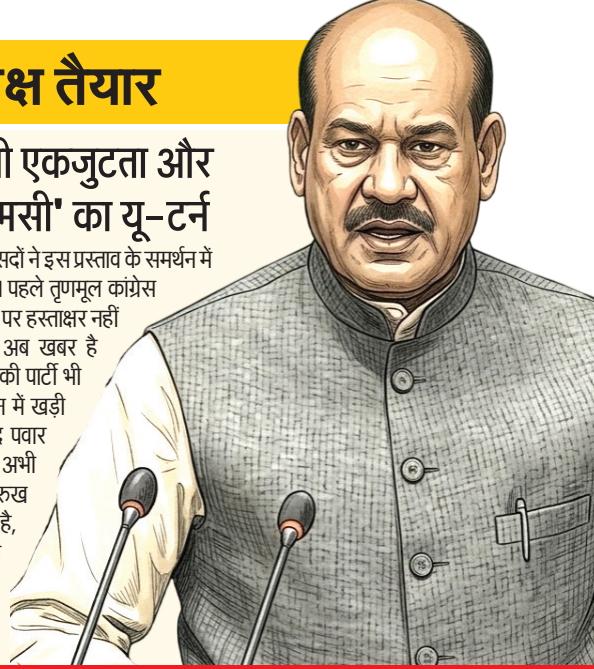 क्ष तैयार
ी एकजुटता और
मसी' का यू-टर्न
सदों ने इस प्रस्ताव के समर्थन में
। पहले तृणमूल कांग्रेस
पर हस्ताक्षर नहीं
अब खबर है
की पार्टी भी
में खड़ी
पवार
अभी
रुख
है,